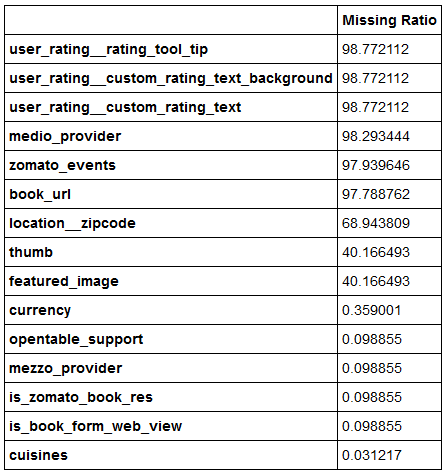 Missing Ratio
user_rating__rating_tool_tip 98.772112
user_rating__custom_rating_text_background 98.772112
user_rating__custom_rating_text 98.772112
medio_provider 98.293444
zomato_events 97.939646
book_url 97.788762
location__zipcode 68.943809
thumb 40.166493
featured_image 40.166493
currency 0.359001
opentable_support 0.098855
mezzo_provider 0.098855
is_zomato_book_res 0.098855
is_book_form_web_view 0.098855
cuisines 0.031217